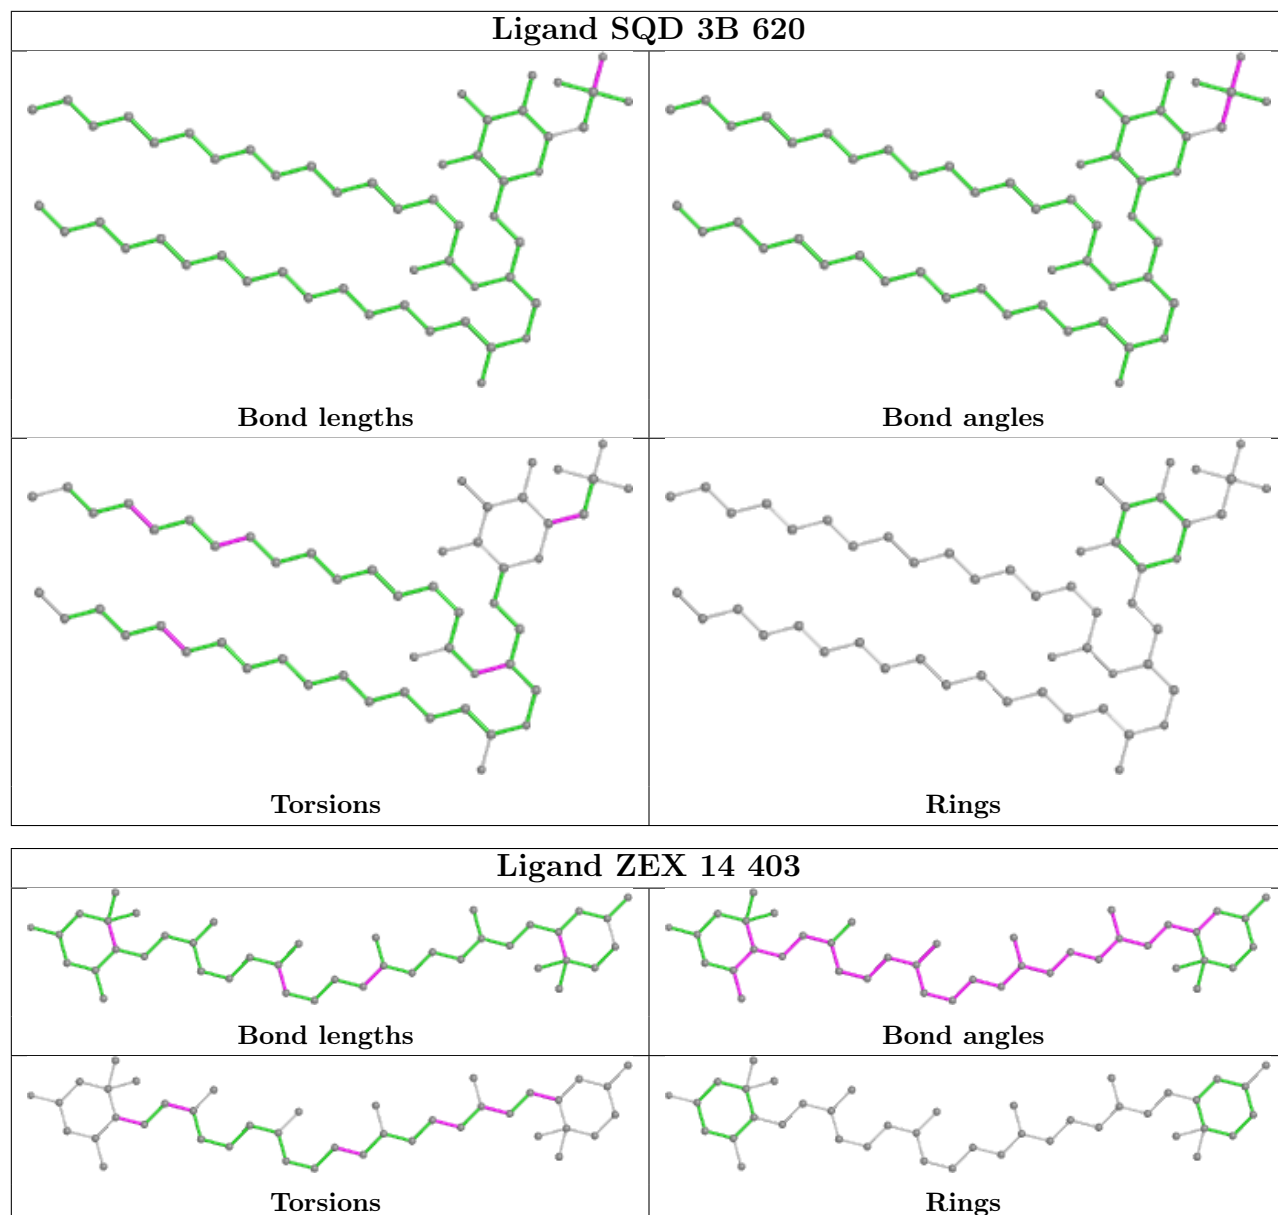 Ligand SQD 3B 620
Bond lengths
Bond angles
Torsions
Rings
Ligand ZEX 14 403
Bond lengths
Bond angles
Torsions
Rings